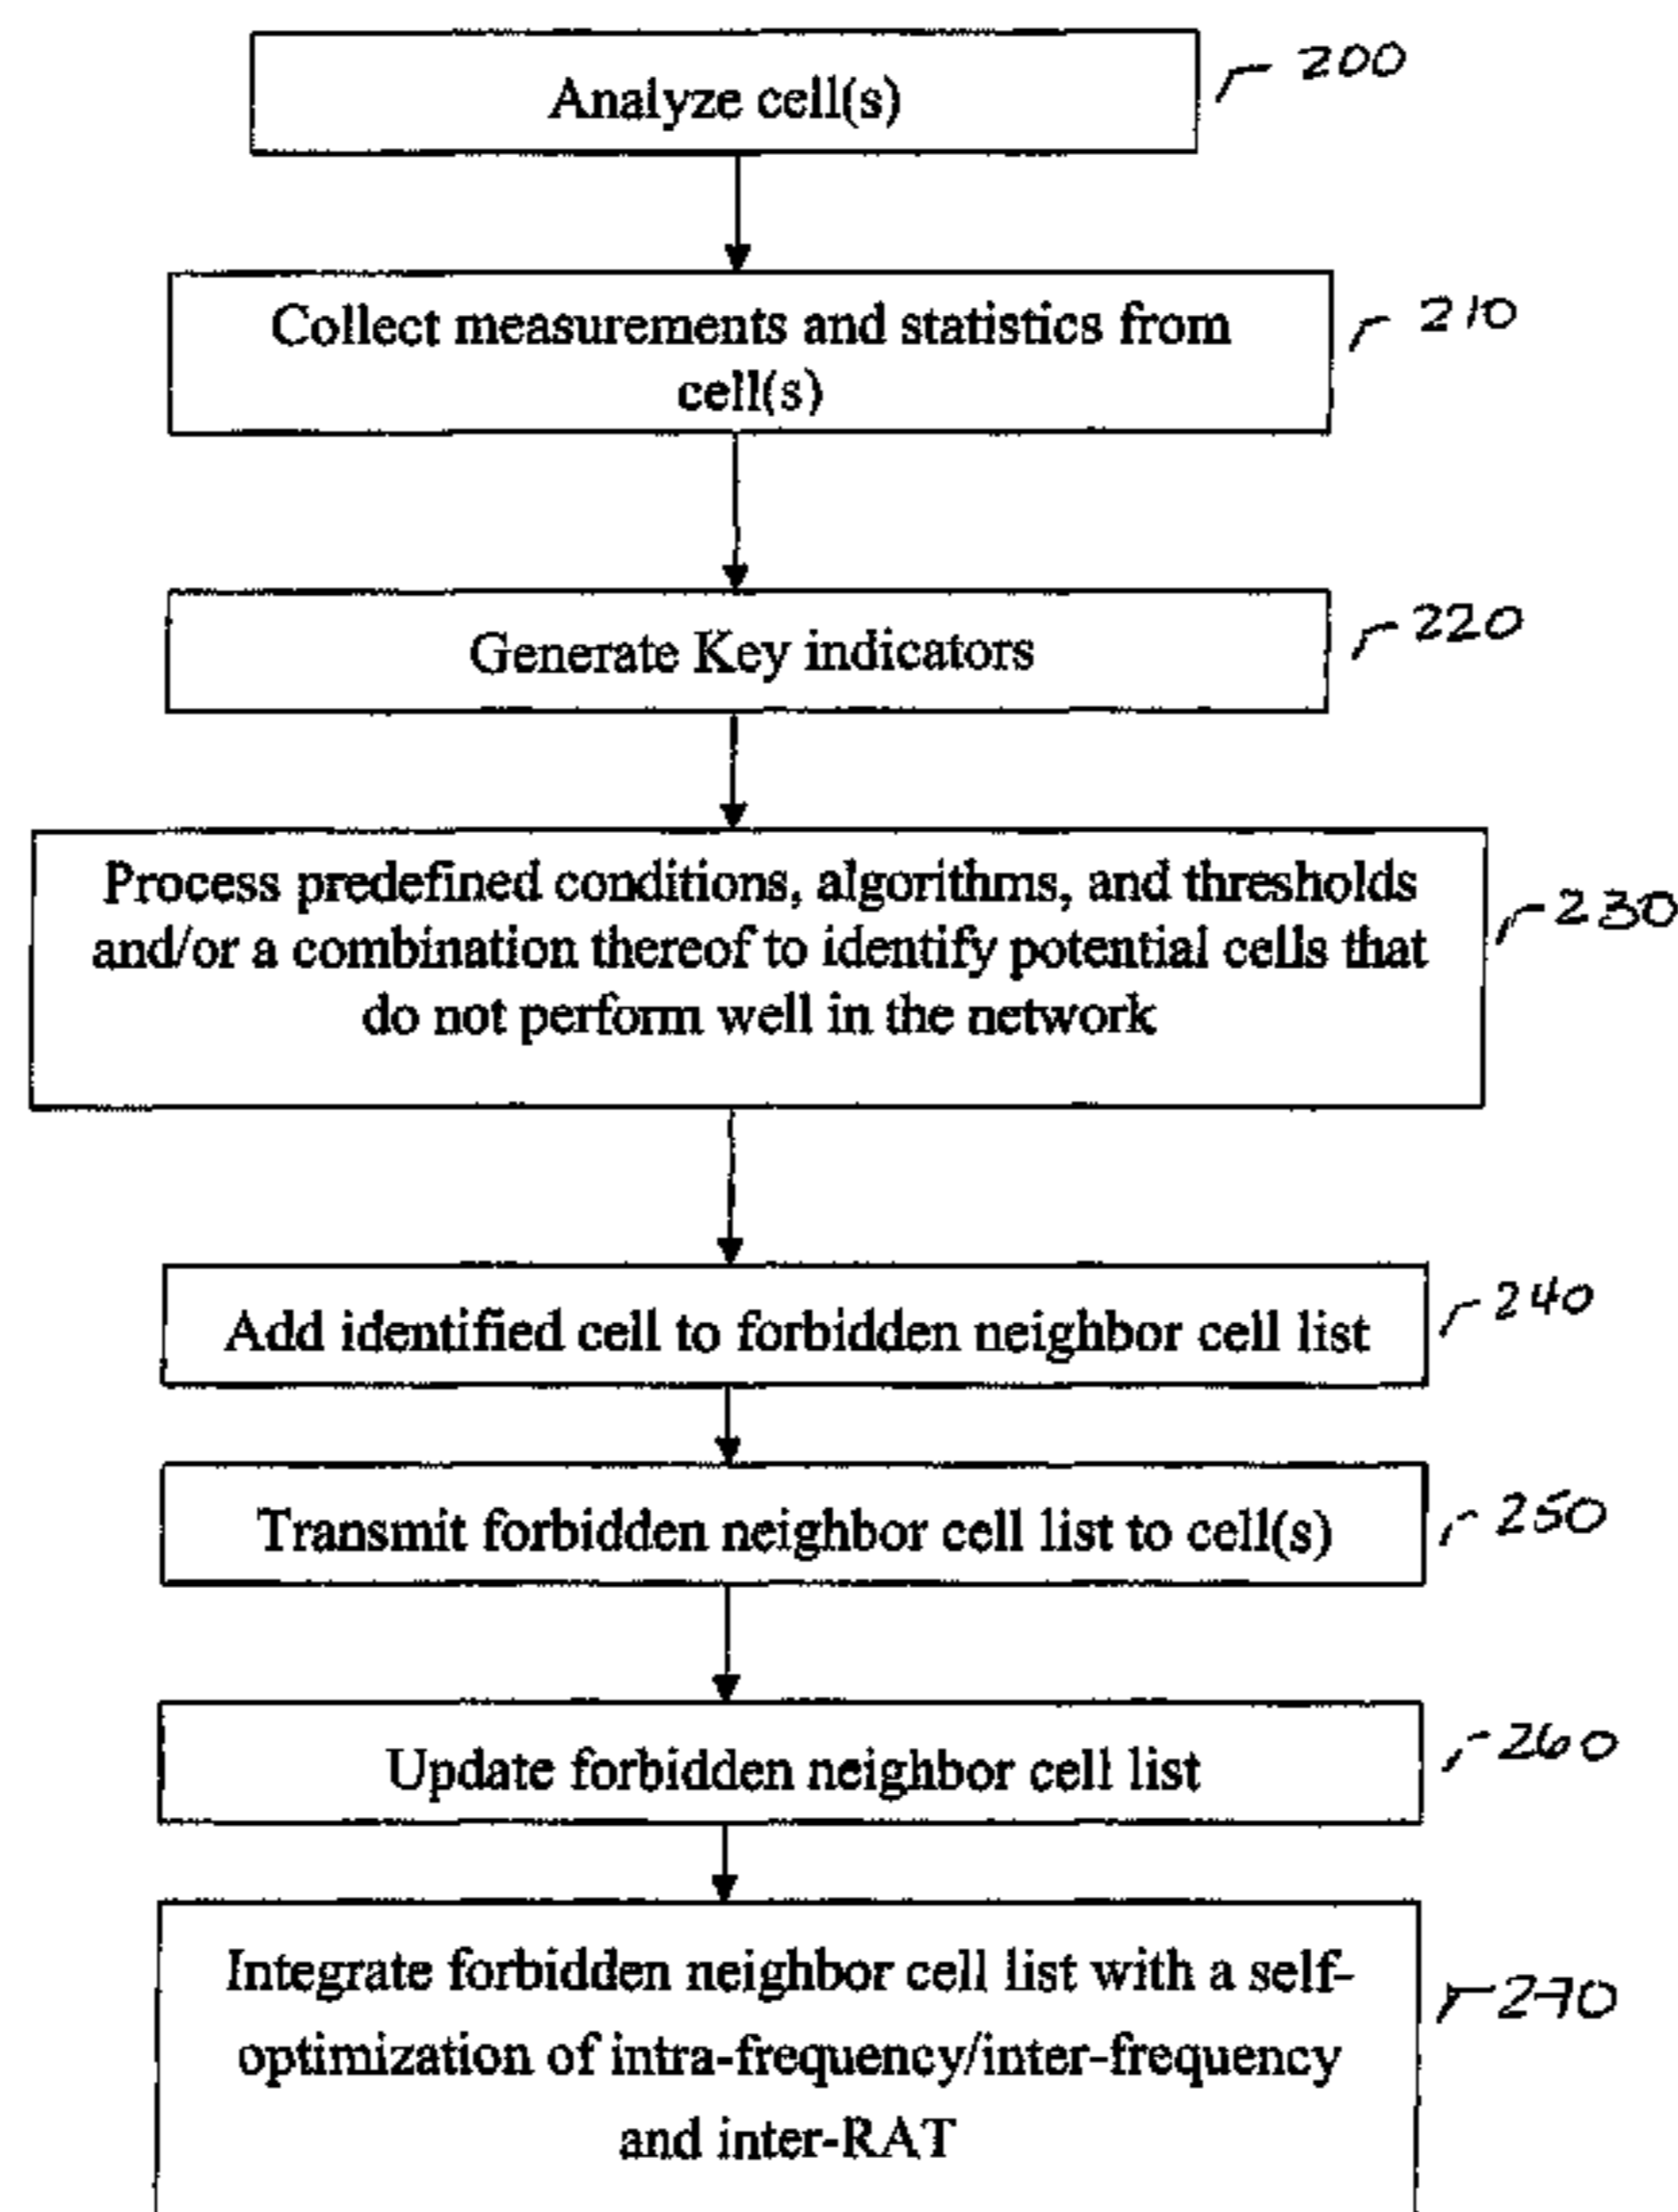 Analyze cell(s)
200
Collect measurements and statistics from
cell(s)
210
Generate Key indicators
220
Process predefined conditions, algorithms, and thresholds
and/or a combination thereof to identify potential cells that
do not perform well in the network
230
Add identified cell to forbidden neighbor cell list
240
Transmit forbidden neighbor cell list to cell(s)
250
Update forbidden neighbor cell list
260
Integrate forbidden neighbor cell list with a self-
optimization of intra-frequency/inter-frequency
and inter-RAT
270